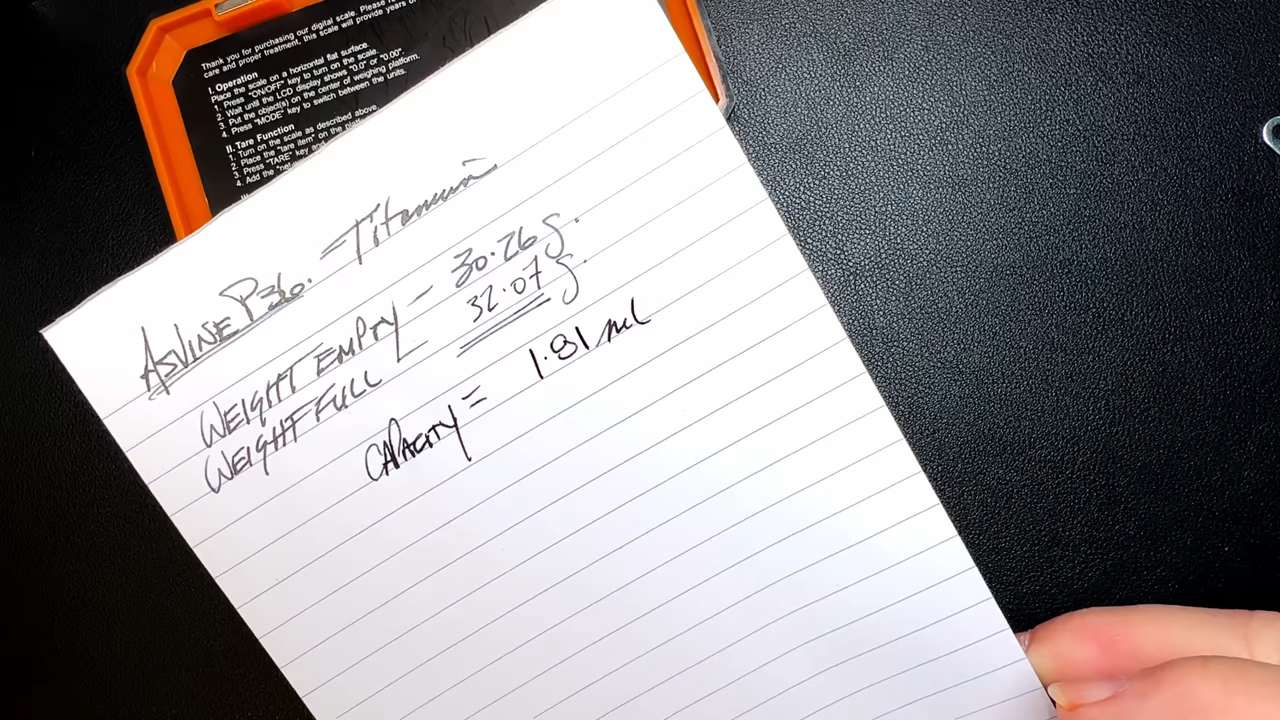 Thank you for purchasing our digital scale. Please
care and proper treatment, this scale will provide years
I. Operation
Place the scale on a horizontal flat surface.
1. Press "ON/OFF" key to turn on the scale.
2. Wait until the LCD display shows "0.0" or "0.00".
3. Put the object(s) on the center of weighing platform.
4. Press "MODE" key to switch between the units.
II. Tare Function
1. Turn on the scale as described above.
2. Place the "tare item" on the
3. Press "TARE" key and
4. Add the
ASVINE P36. - Titanium
WEIGHT EMPTY - 30.26 g.
WEIGHT FULL 32.07 g.
CAPACITY = 1.81 ml